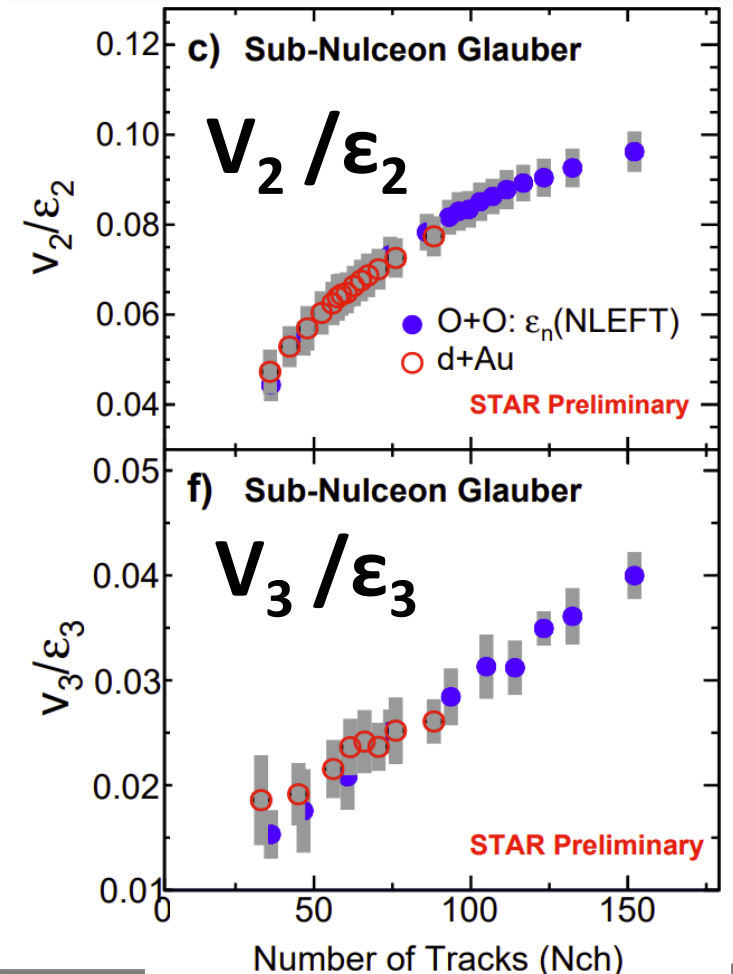 c) Sub-Nulceon Glauber
V₂ /ε₂
v₂/ε₂
0.12
0.10
0.08
0.06
0.04
O+O: εₙ(NLEFT)
d+Au
STAR Preliminary
f) Sub-Nulceon Glauber
V₃ /ε₃
v₃/ε₃
0.05
0.04
0.03
0.02
0.01
STAR Preliminary
0 50 100 150
Number of Tracks (Nch)